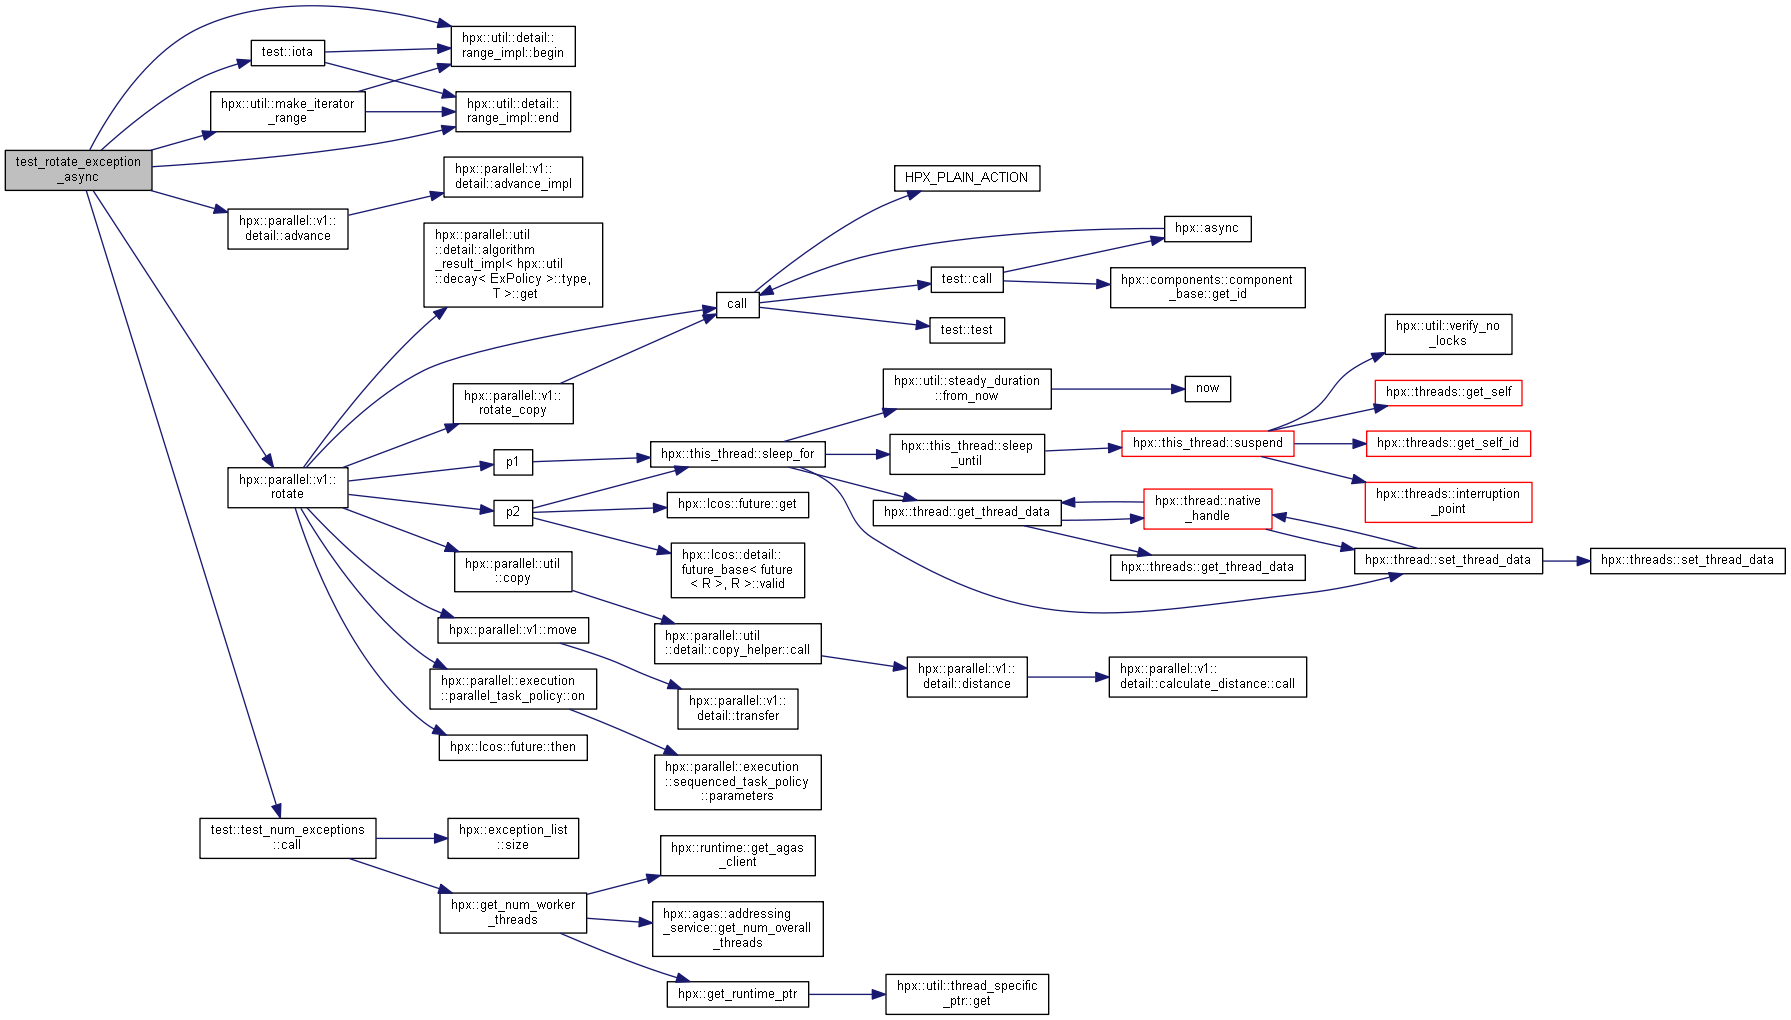 test_rotate_exception
_async
test::iota
hpx::util::make_iterator
_range
hpx::util::detail::
range_impl::begin
hpx::util::detail::
range_impl::end
hpx::parallel::v1::
detail::advance
hpx::parallel::v1::
detail::advance_impl
hpx::parallel::v1::
rotate
hpx::parallel::util
::detail::algorithm
_result_impl< hpx::util
::decay< ExPolicy >::type,
T >::get
call
HPX_PLAIN_ACTION
hpx::async
test::call
hpx::components::component
_base::get_id
test::test
hpx::parallel::v1::
rotate_copy
p1
p2
hpx::this_thread::sleep_for
hpx::util::steady_duration
::from_now
now
hpx::this_thread::sleep
_until
hpx::this_thread::suspend
hpx::util::verify_no
_locks
hpx::threads::get_self
hpx::threads::get_self_id
hpx::threads::interruption
_point
hpx::thread::get_thread_data
hpx::thread::native
_handle
hpx::threads::get_thread_data
hpx::thread::set_thread_data
hpx::threads::set_thread_data
hpx::lcos::future::get
hpx::lcos::detail::
future_base< future
< R >, R >::valid
hpx::parallel::util
::copy
hpx::parallel::util
::detail::copy_helper::call
hpx::parallel::v1::
detail::distance
hpx::parallel::v1::
detail::calculate_distance::call
hpx::parallel::v1::move
hpx::parallel::v1::
detail::transfer
hpx::parallel::execution
::parallel_task_policy::on
hpx::parallel::execution
::sequenced_task_policy
::parameters
hpx::lcos::future::then
test::test_num_exceptions
::call
hpx::exception_list
::size
hpx::get_num_worker
_threads
hpx::runtime::get_agas
_client
hpx::agas::addressing
_service::get_num_overall
_threads
hpx::get_runtime_ptr
hpx::util::thread_specific
_ptr::get